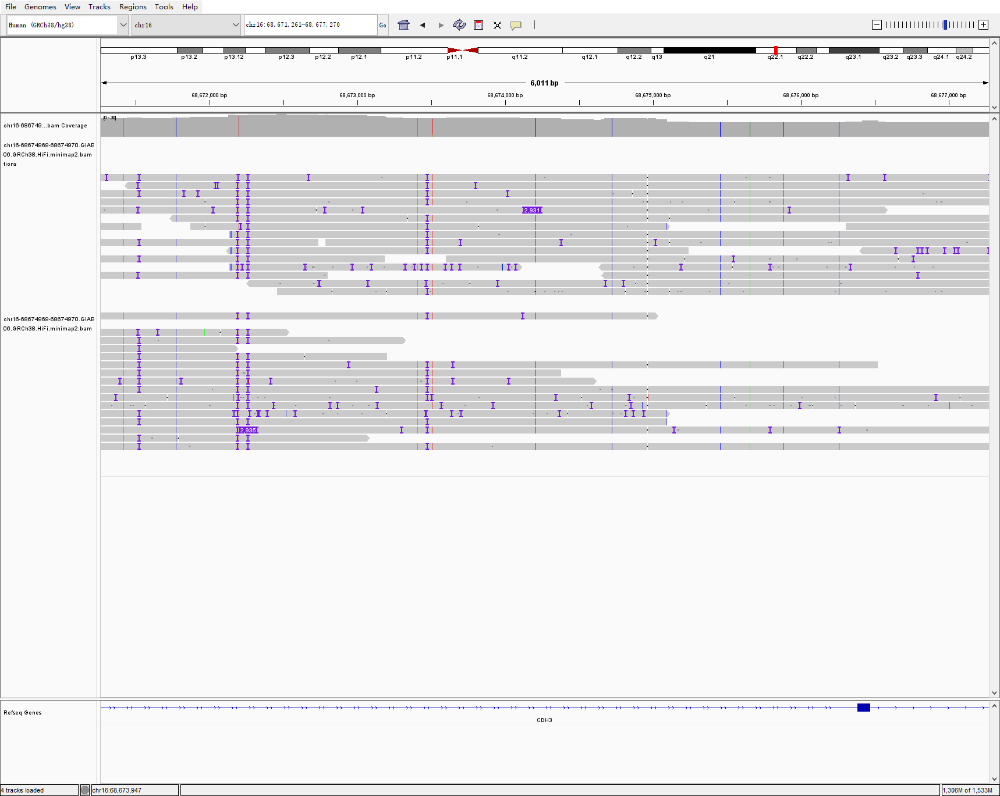 File Genomes View Tracks Regions Tools Help
Human (GRCh38/hg38) chr16 chr16:68,671,261-68,677,270 Go
p13.3 p13.2 p13.12 p12.3 p12.2 p12.1 p11.2 p11.1 q11.2 q12.1 q12.2 q13 q21 q22.1 q22.2 q23.1 q23.2 q23.3 q24.1 q24.2
6,011 bp
68,672,000 bp 68,673,000 bp 68,674,000 bp 68,675,000 bp 68,676,000 bp 68,677,000 bp
[0 - 30]
chr16-686749...bam Coverage
chr16-68674969-68674970.GIAB
06.GRCh38.HiFi.minimap2.bam
tions
2,931
chr16-68674969-68674970.GIAB
06.GRCh38.HiFi.minimap2.bam
2,935
Refseq Genes
CDH3
4 tracks loaded chr16:68,673,947 1,306M of 1,533M